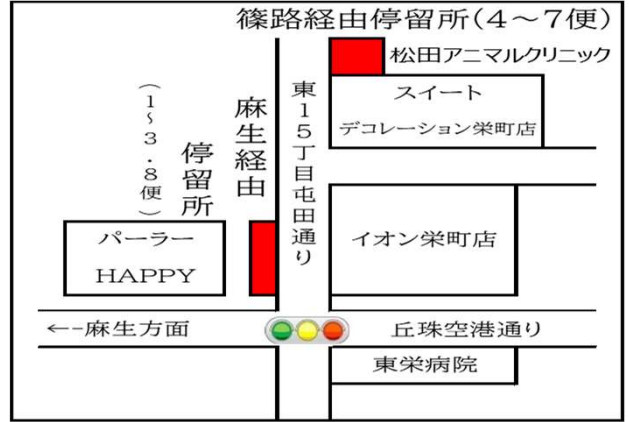 篠路経由停留所(4～7便)
松田アニマルクリニック
スイート
デコレーション栄町店
東15丁目屯田通り
麻生経由
停留所
(1～3.8便)
パーラー
HAPPY
イオン栄町店
←-麻生方面
丘珠空港通り
東栄病院